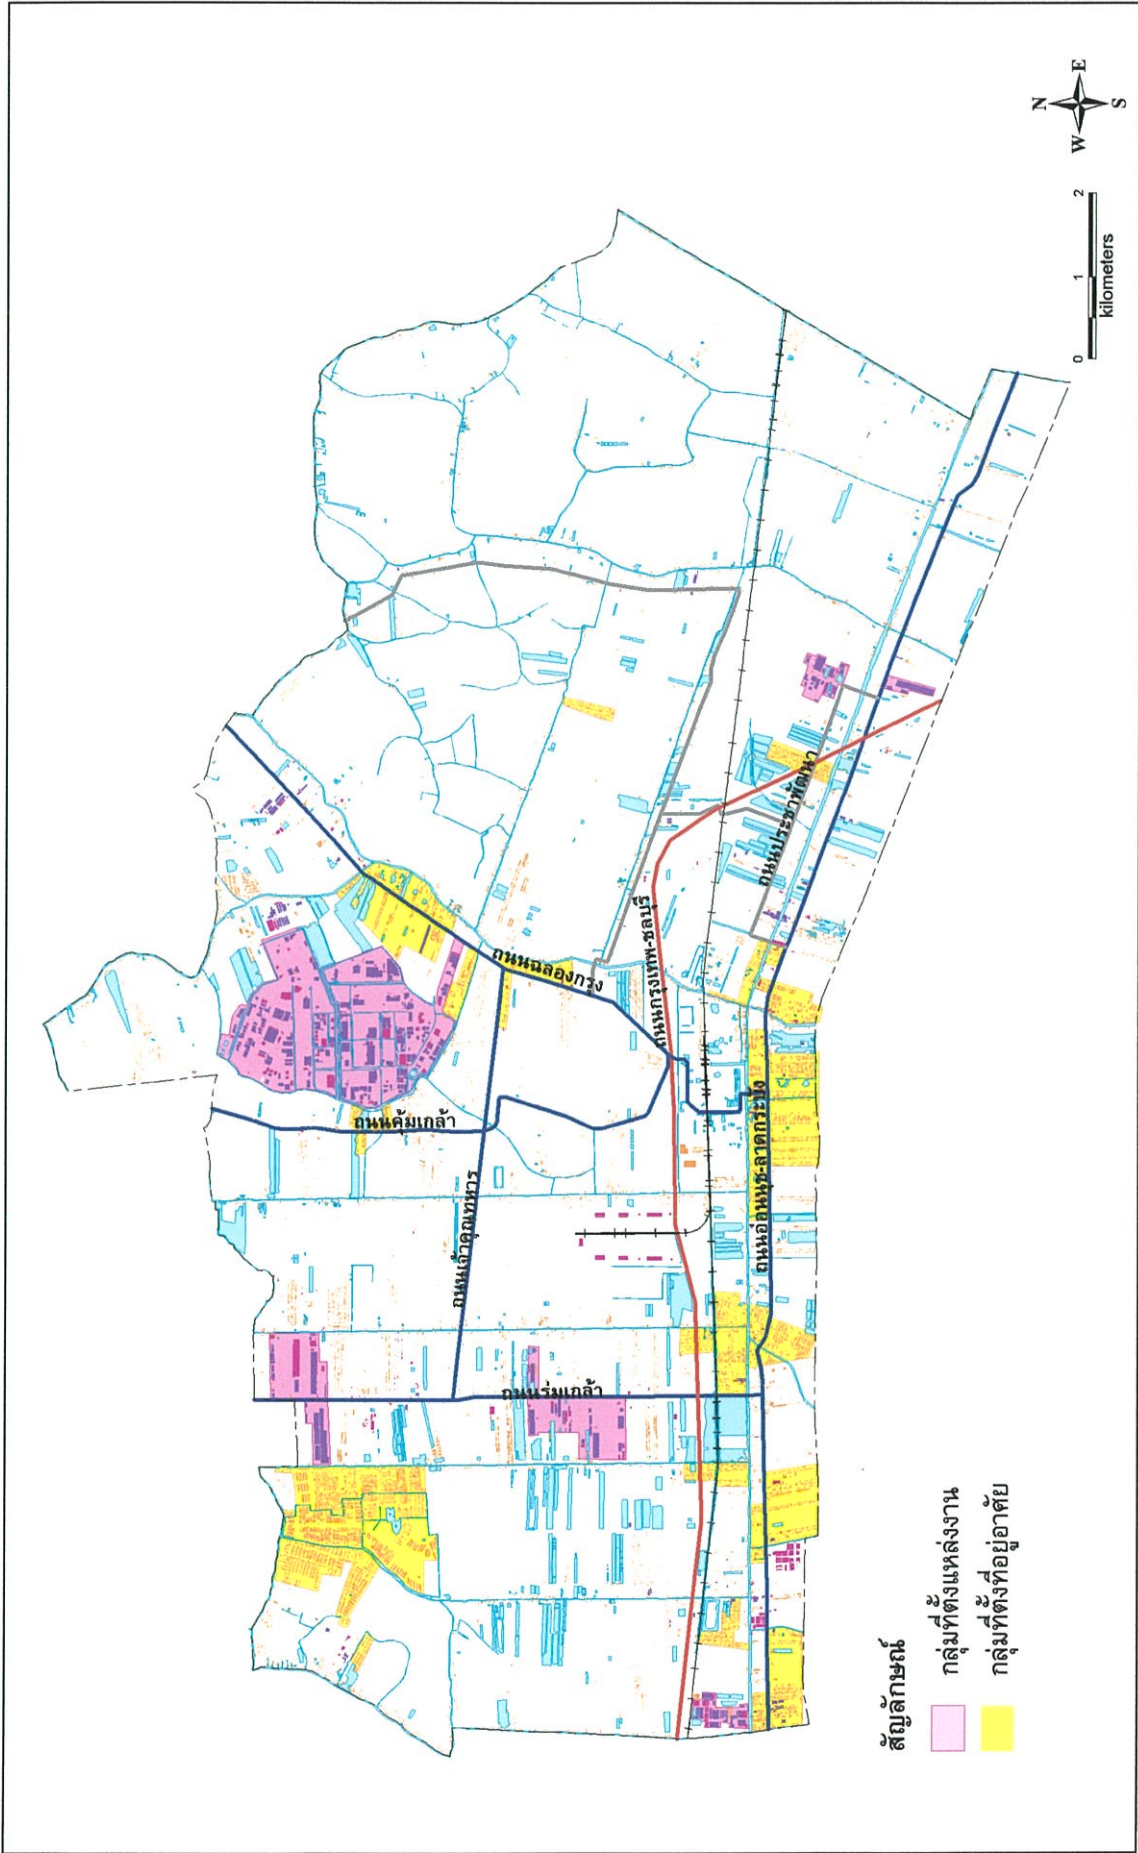 N
W
E
S
0 1 2
kilometers
ถนนฉลองกรุง
ถนนคุ้มเกล้า
ถนนเจ้าคุณทหาร
ถนนร่มเกล้า
ถนนกรุงเทพ-ชลบุรี
ถนนประชาพัฒนา
ถนนอ่อนนุช-ลาดกระบัง
สัญลักษณ์
กลุ่มที่ตั้งแหล่งงาน
กลุ่มที่ตั้งที่อยู่อาศัย